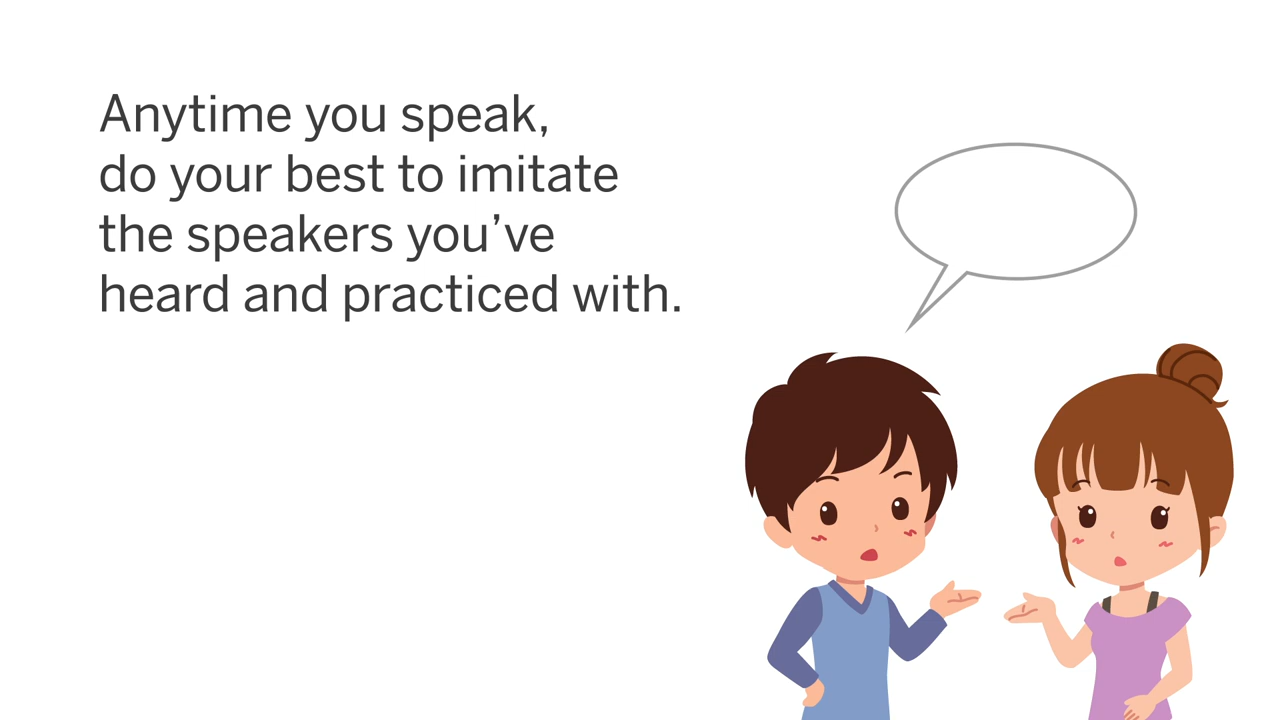 Anytime you speak,
do your best to imitate
the speakers you’ve
heard and practiced with.